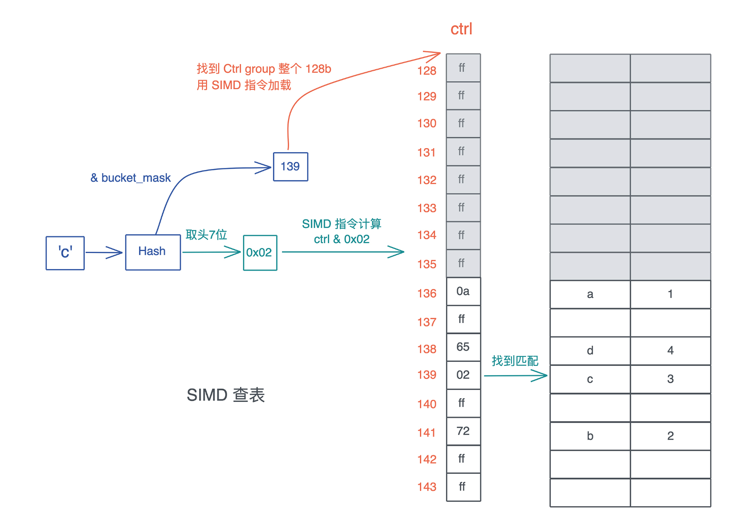 ctrl
找到 Ctrl group 整个 128b
用 SIMD 指令加载
128 ff
129 ff
130 ff
131 ff
132 ff
133 ff
134 ff
135 ff
139
& bucket_mask
'c'
Hash
取头7位
0x02
SIMD 指令计算
ctrl & 0x02
136 0a a 1
137 ff
138 65 d 4
139 02 c 3
140 ff
141 72 b 2
142 ff
143 ff
找到匹配
SIMD 查表